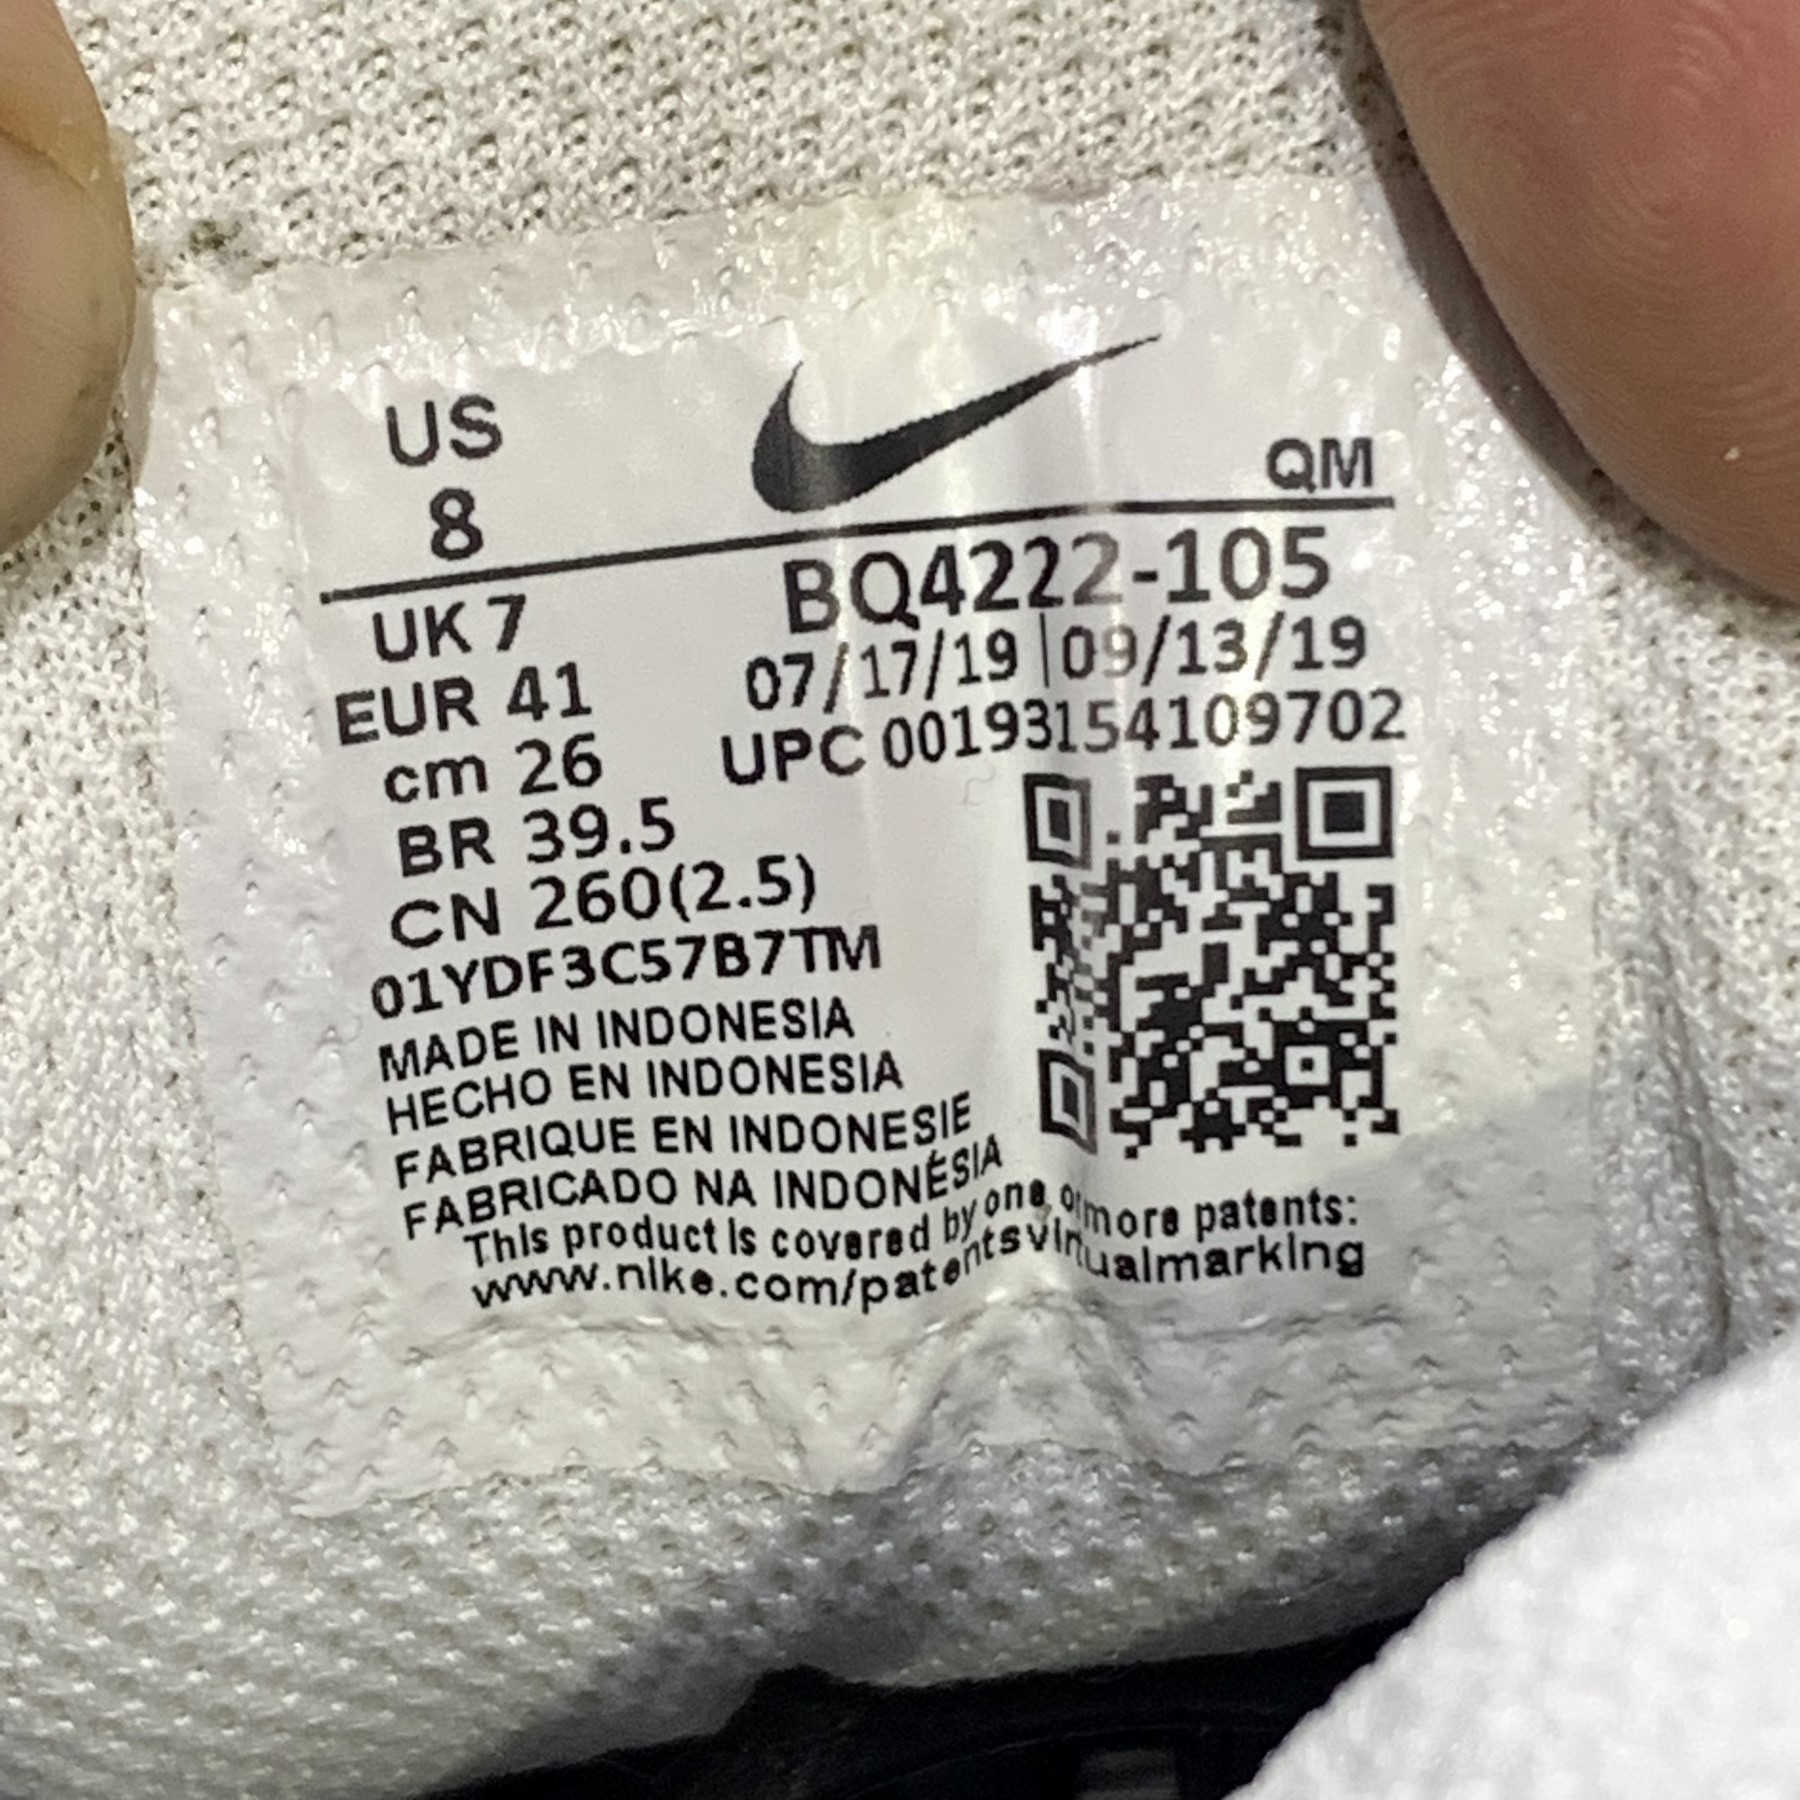 US
8
QM
UK 7
EUR 41
cm 26
BR 39.5
CN 260(2.5)
BQ4222-105
07/17/19 | 09/13/19
UPC 00193154109702
01YDF3C57B7TM
MADE IN INDONESIA
HECHO EN INDONESIA
FABRIQUE EN INDONESIE
FABRICADO NA INDONÉSIA
This product is covered by one or more patents:
www.nike.com/patentsvirtualmarking